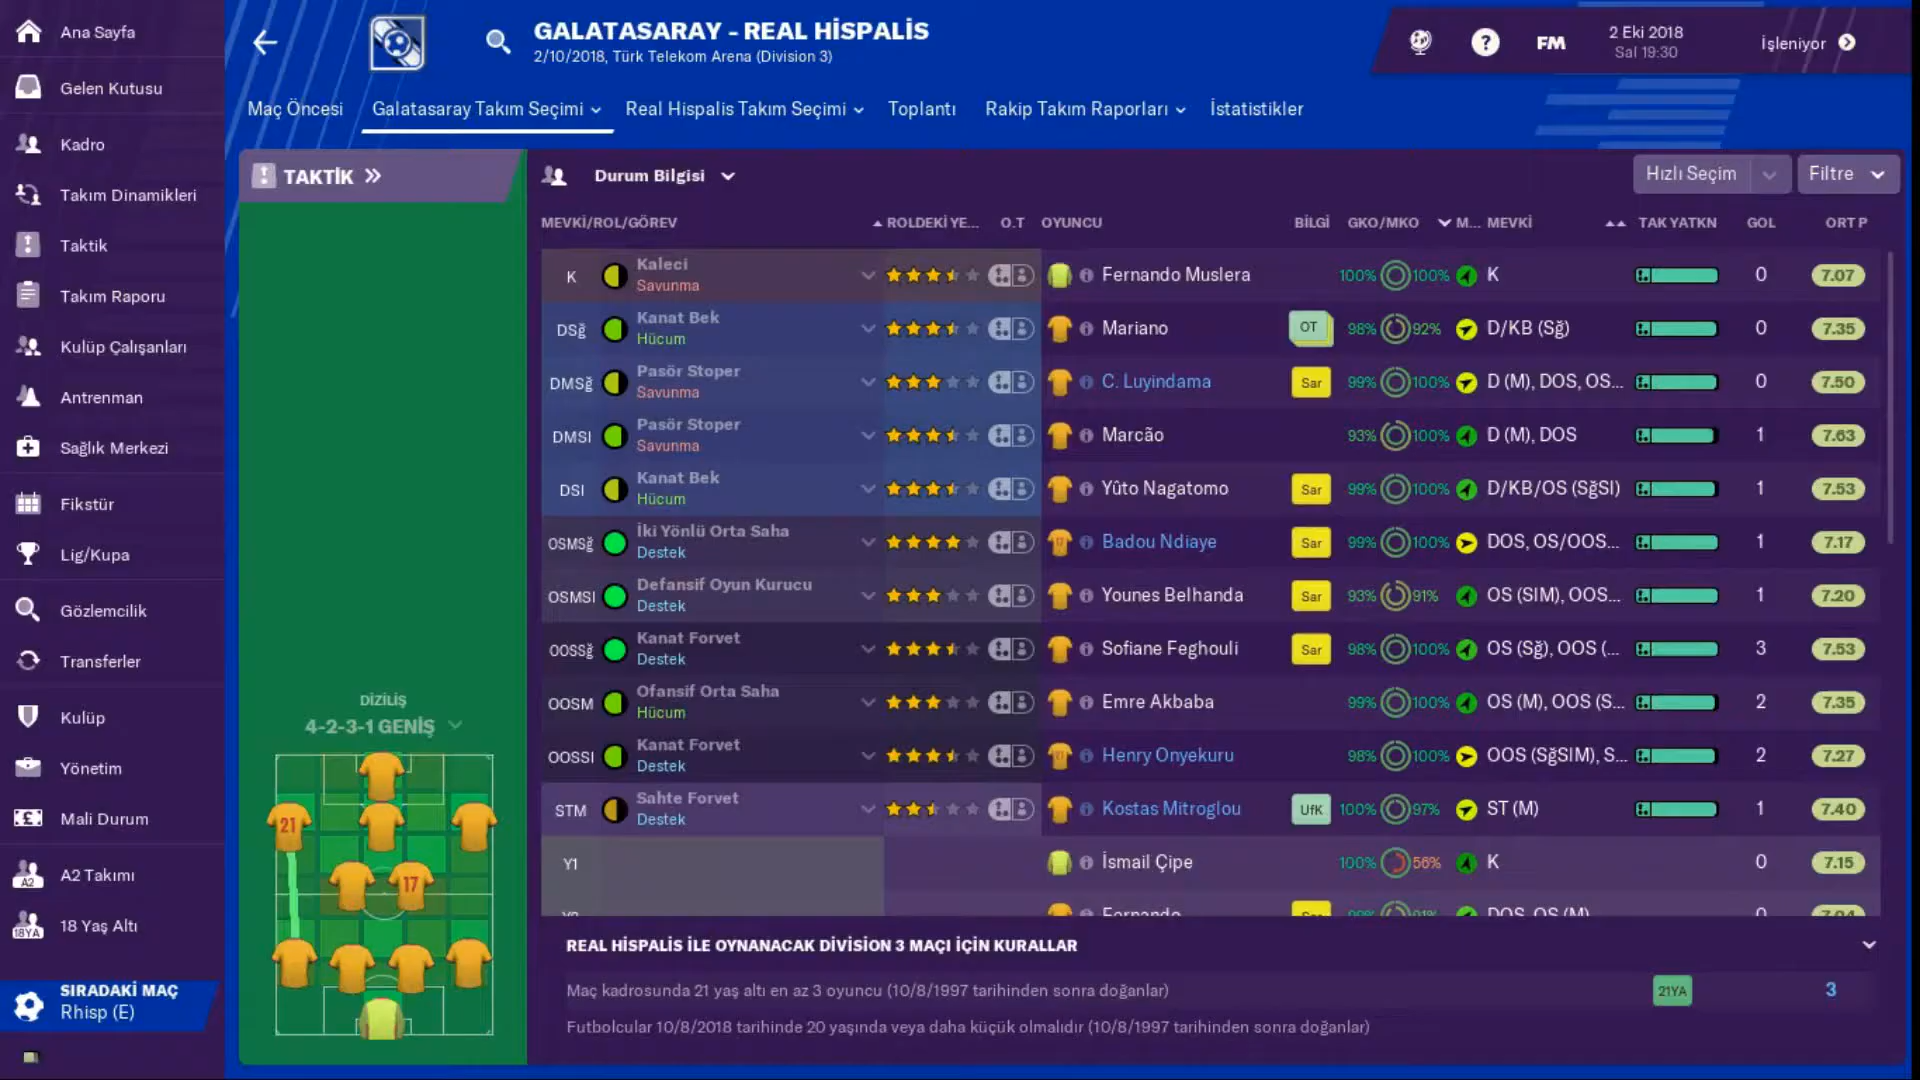 Ana Sayfa
Gelen Kutusu
Kadro
Takım Dinamikleri
Taktik
Takım Raporu
Kulüp Çalışanları
Antrenman
Sağlık Merkezi
Fikstür
Lig/Kupa
Gözlemcilik
Transferler
Kulüp
Yönetim
Mali Durum
A2 A2 Takımı
18YA 18 Yaş Altı
SIRADAKİ MAÇ
Rhisp (E)
GALATASARAY - REAL HİSPALİS
2/10/2018, Türk Telekom Arena (Division 3)
? FM
2 Eki 2018
Sal 19:30
İşleniyor
Maç Öncesi Galatasaray Takım Seçimi Real Hispalis Takım Seçimi Toplantı Rakip Takım Raporları İstatistikler
TAKTİK
DİZİLİŞ
4-2-3-1 GENİŞ
21
17
Durum Bilgisi Hızlı Seçim Filtre
MEVKİ/ROL/GÖREV ROLDEKİ YE... O.T OYUNCU BİLGİ GKO/MKO M... MEVKİ TAK YATKN GOL ORT P
K Kaleci Savunma Fernando Muslera 100% 100% K 0 7.07
DSğ Kanat Bek Hücum Mariano OT 98% 92% D/KB (Sğ) 0 7.35
DMSğ Pasör Stoper Savunma C. Luyindama Sar 99% 100% D (M), DOS, OS... 0 7.50
DMSl Pasör Stoper Savunma Marcão 93% 100% D (M), DOS 1 7.63
DSl Kanat Bek Hücum Yûto Nagatomo Sar 99% 100% D/KB/OS (SğSl) 1 7.53
OSMSğ İki Yönlü Orta Saha Destek Badou Ndiaye Sar 99% 100% DOS, OS/OOS... 1 7.17
OSMSl Defansif Oyun Kurucu Destek Younes Belhanda Sar 93% 91% OS (SlM), OOS... 1 7.20
OOSSğ Kanat Forvet Destek Sofiane Feghouli Sar 98% 100% OS (Sğ), OOS (... 3 7.53
OOSM Ofansif Orta Saha Hücum Emre Akbaba 99% 100% OS (M), OOS (S... 2 7.35
OOSSl Kanat Forvet Destek Henry Onyekuru 98% 100% OOS (SğSlM), S... 2 7.27
STM Sahte Forvet Destek Kostas Mitroglou UfK 100% 97% ST (M) 1 7.40
Y1 İsmail Çipe 100% 56% K 0 7.15
Fernando DOS, OS (M)
REAL HİSPALİS İLE OYNANACAK DİVİSİON 3 MAÇI İÇİN KURALLAR
Maç kadrosunda 21 yaş altı en az 3 oyuncu (10/8/1997 tarihinden sonra doğanlar) 21YA 3
Futbolcular 10/8/2018 tarihinde 20 yaşında veya daha küçük olmalıdır (10/8/1997 tarihinden sonra doğanlar)